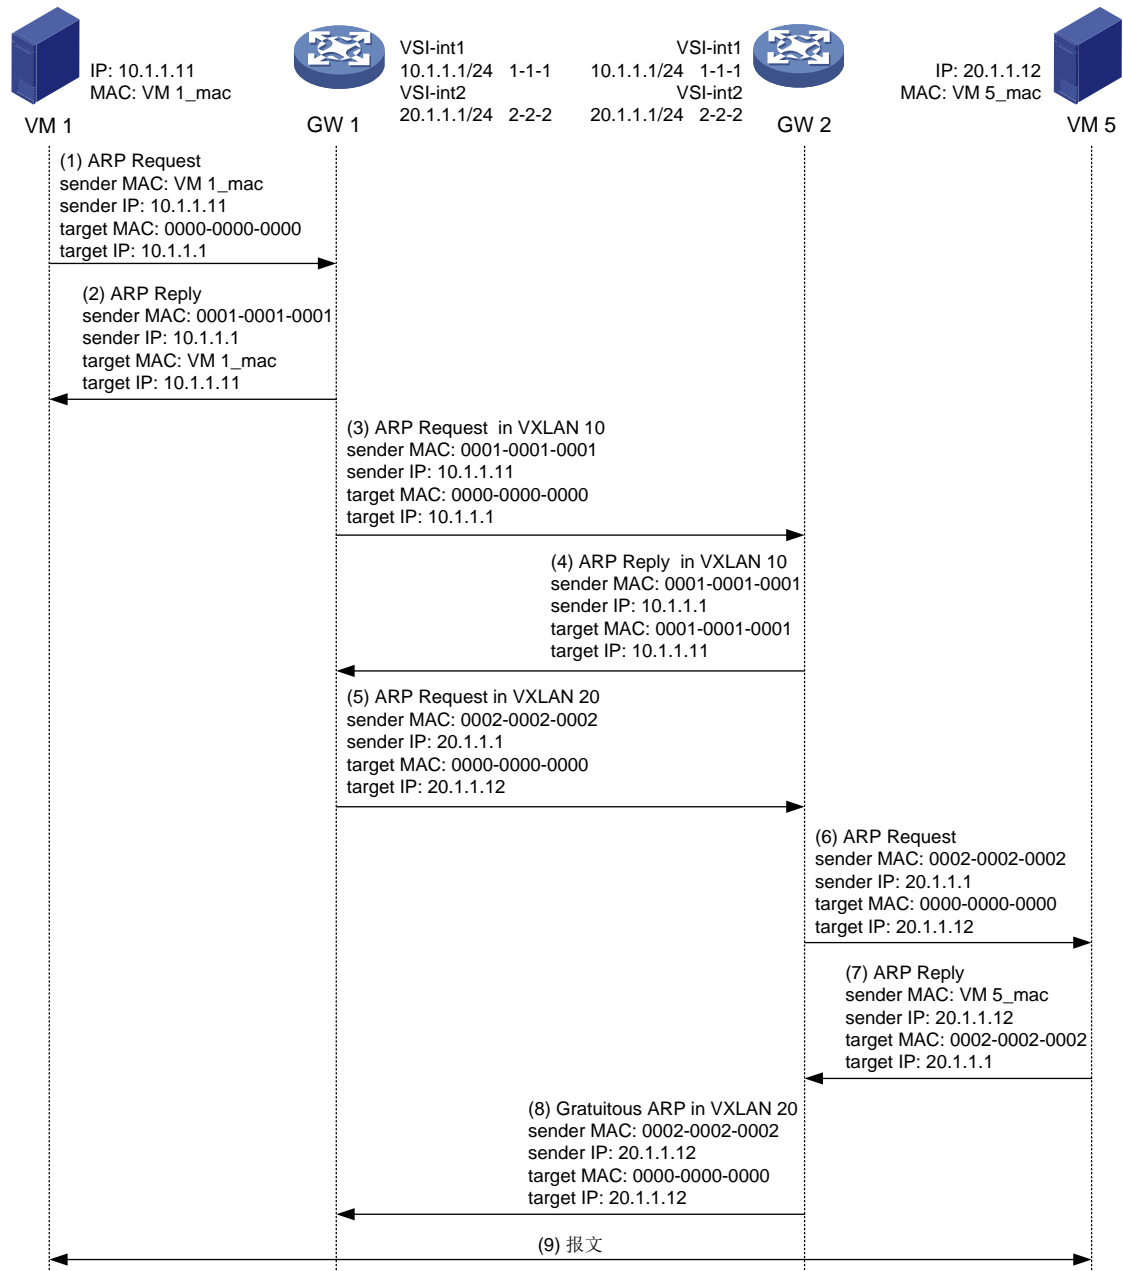 IP: 10.1.1.11
MAC: VM 1_mac
VM 1
VSI-int1
10.1.1.1/24 1-1-1
VSI-int2
20.1.1.1/24 2-2-2
GW 1
VSI-int1
10.1.1.1/24 1-1-1
VSI-int2
20.1.1.1/24 2-2-2
GW 2
IP: 20.1.1.12
MAC: VM 5_mac
VM 5
(1) ARP Request
sender MAC: VM 1_mac
sender IP: 10.1.1.11
target MAC: 0000-0000-0000
target IP: 10.1.1.1
(2) ARP Reply
sender MAC: 0001-0001-0001
sender IP: 10.1.1.1
target MAC: VM 1_mac
target IP: 10.1.1.11
(3) ARP Request in VXLAN 10
sender MAC: 0001-0001-0001
sender IP: 10.1.1.11
target MAC: 0000-0000-0000
target IP: 10.1.1.1
(4) ARP Reply in VXLAN 10
sender MAC: 0001-0001-0001
sender IP: 10.1.1.1
target MAC: 0001-0001-0001
target IP: 10.1.1.11
(5) ARP Request in VXLAN 20
sender MAC: 0002-0002-0002
sender IP: 20.1.1.1
target MAC: 0000-0000-0000
target IP: 20.1.1.12
(6) ARP Request
sender MAC: 0002-0002-0002
sender IP: 20.1.1.1
target MAC: 0000-0000-0000
target IP: 20.1.1.12
(7) ARP Reply
sender MAC: VM 5_mac
sender IP: 20.1.1.12
target MAC: 0002-0002-0002
target IP: 20.1.1.1
(8) Gratuitous ARP in VXLAN 20
sender MAC: 0002-0002-0002
sender IP: 20.1.1.12
target MAC: 0000-0000-0000
target IP: 20.1.1.12
(9) 报文